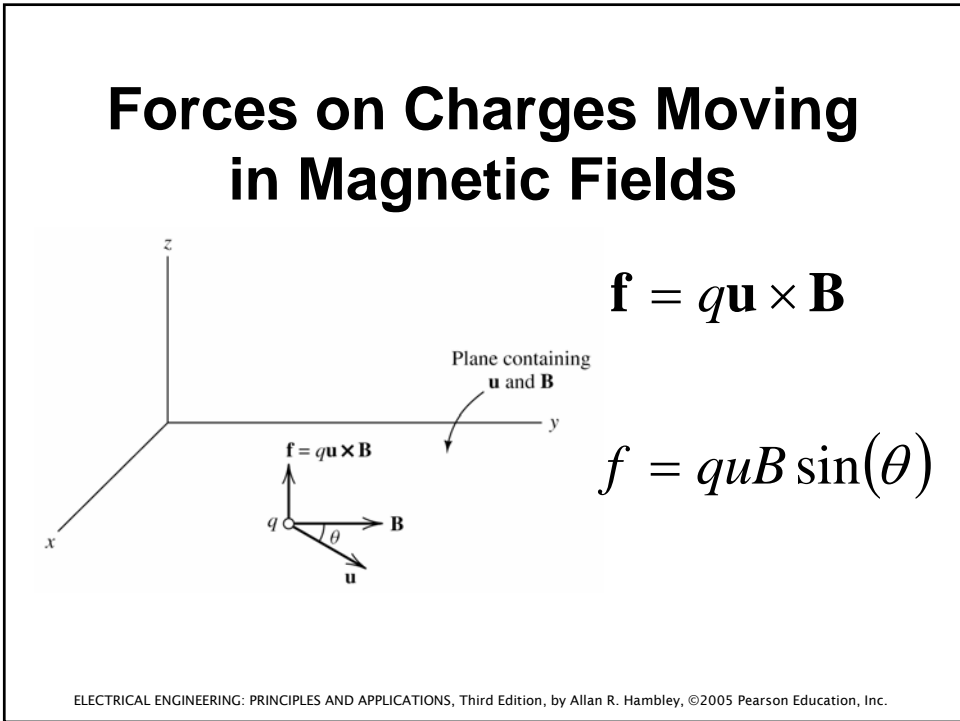 Forces on Charges Moving
in Magnetic Fields
z
f = qu × B
Plane containing
u and B
y
f = qu × B
f = quB sin(θ)
q
B
θ
x
u
ELECTRICAL ENGINEERING: PRINCIPLES AND APPLICATIONS, Third Edition, by Allan R. Hambley, ©2005 Pearson Education, Inc.